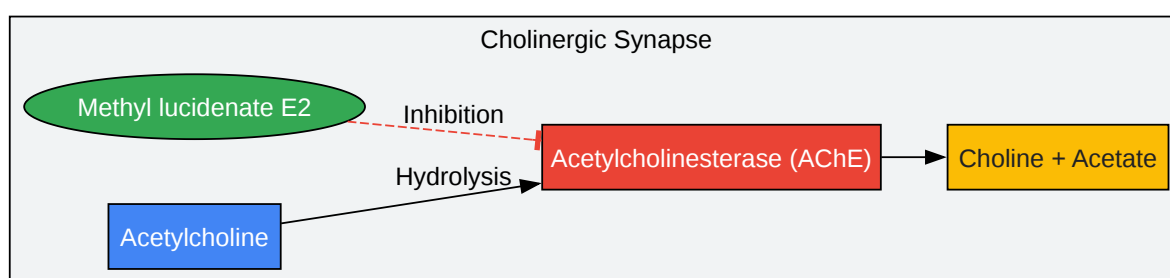 Cholinergic Synapse
Methyl lucidenate E2
Inhibition
Acetylcholinesterase (AChE)
Choline + Acetate
Hydrolysis
Acetylcholine